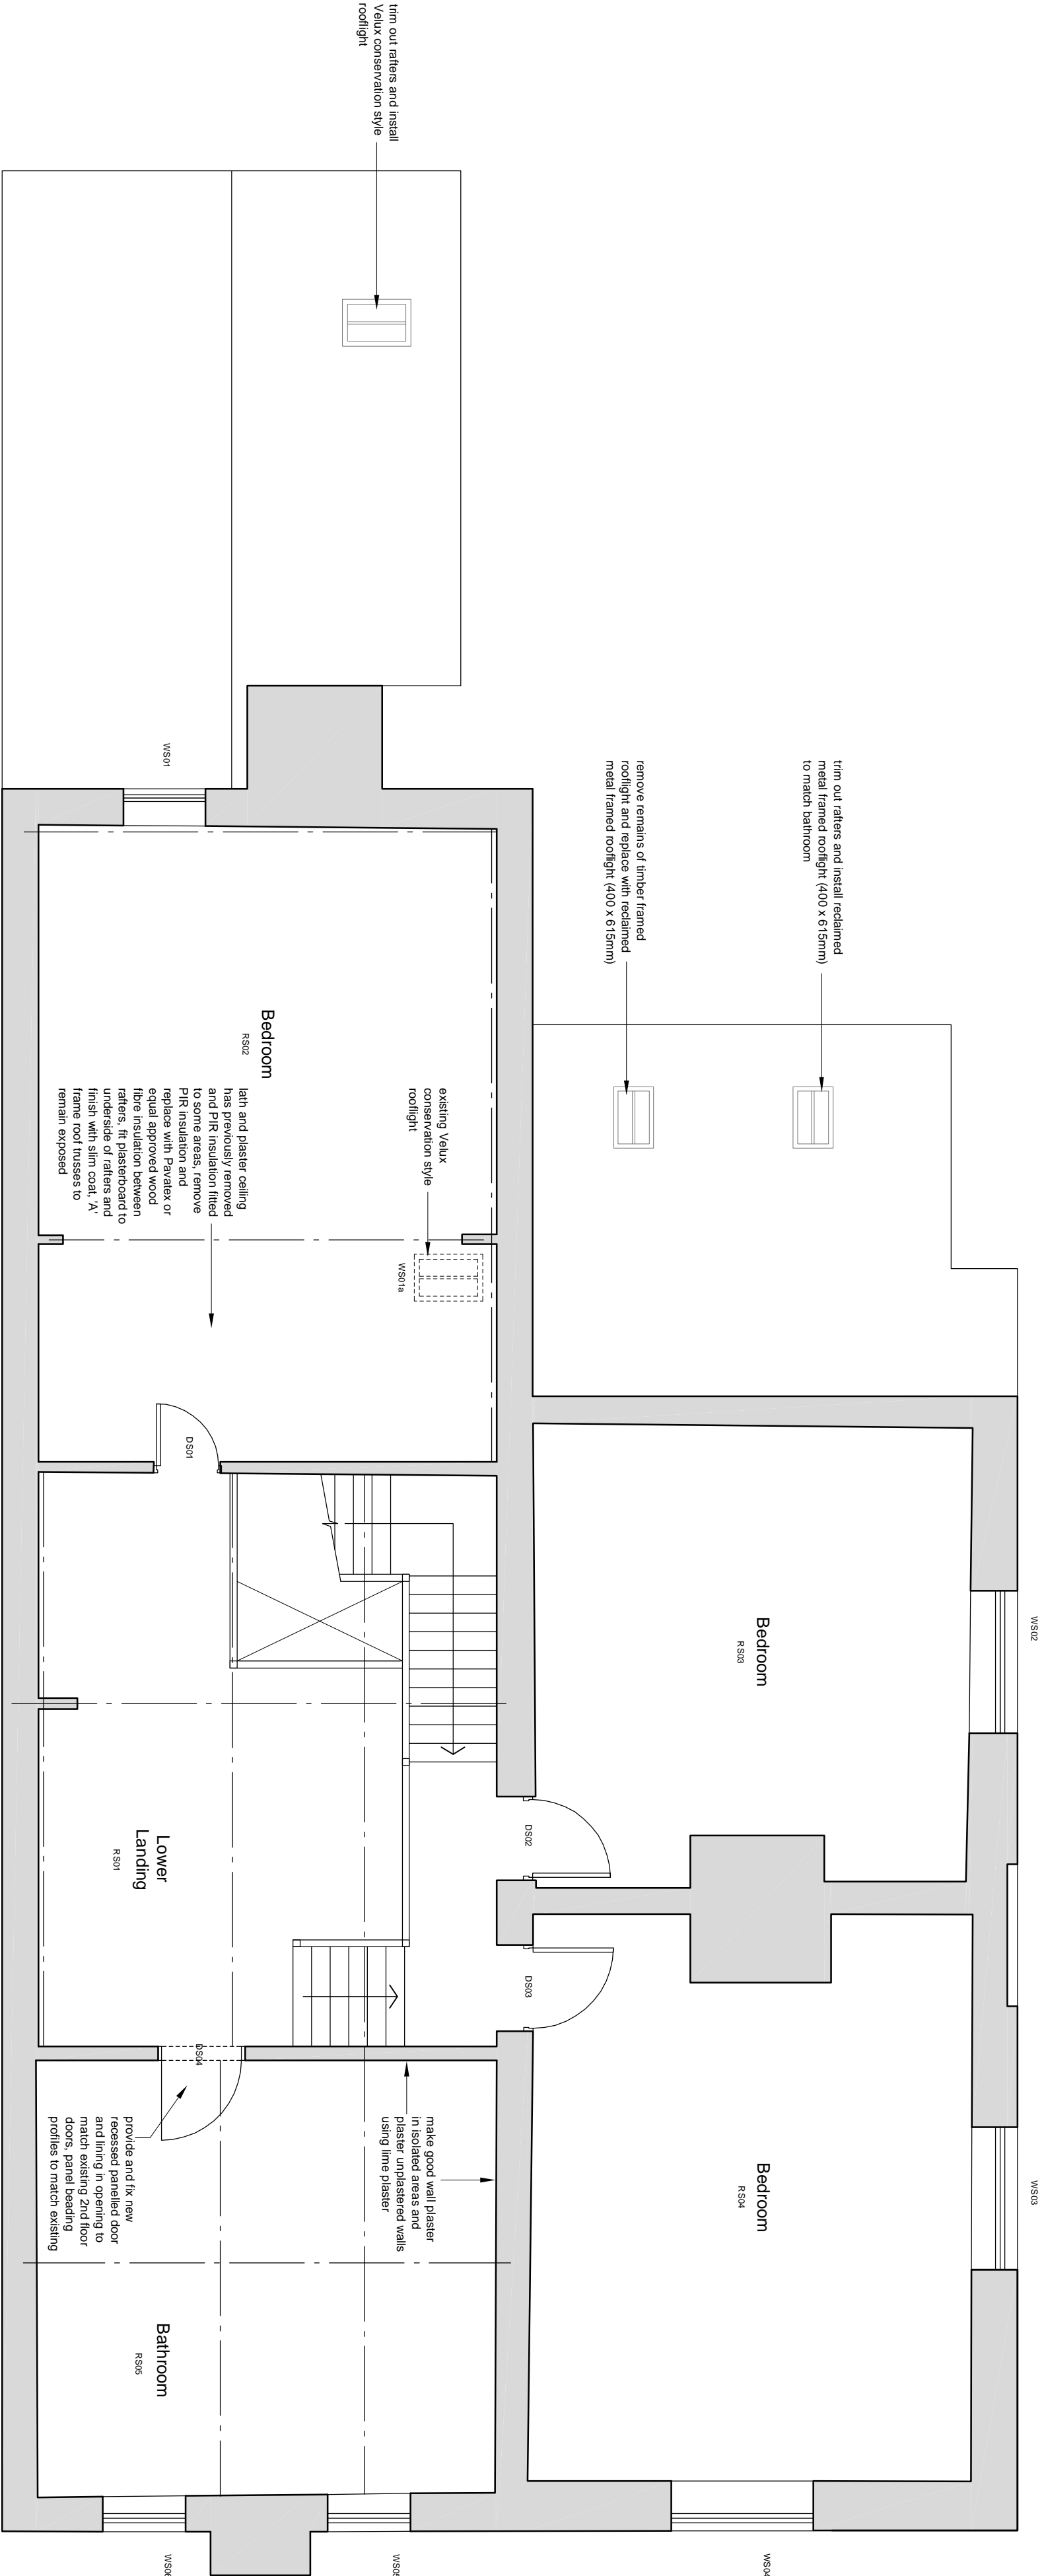 trim out rafters and install
Velux conservation style
rooflight
trim out rafters and install reclaimed
metal framed rooflight (400 x 615mm)
to match bathroom
remove remains of timber framed
rooflight and replace with reclaimed
metal framed rooflight (400 x 615mm)
WS01
Bedroom
RS02
existing Velux
conservation style
rooflight
WS01a
lath and plaster ceiling
has previously removed
and PIR insulation fitted
to some areas, remove
PIR insulation and
replace with Pavatex or
equal approved wood
fibre insulation between
rafters, fit plasterboard to
underside of rafters and
finish with slim coat, 'A'
frame roof trusses to
remain exposed
DS01
WS02
Bedroom
RS03
Lower
Landing
RS01
DS02
DS03
DS04
WS03
Bedroom
RS04
make good wall plaster
in isolated areas and
plaster unplastered walls
using lime plaster
provide and fix new
recessed panelled door
and lining in opening to
match existing 2nd floor
doors, panel beading
profiles to match existing
Bathroom
RS05
WS04
WS05
WS06